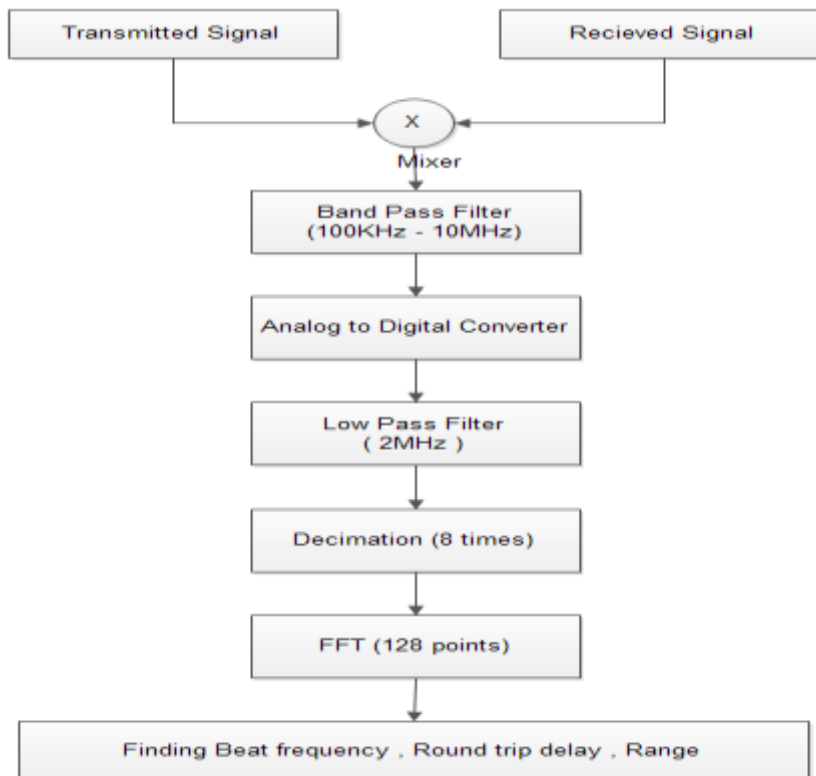 Transmitted Signal
Recieved Signal
X
Mixer
Band Pass Filter
(100KHz - 10MHz)
Analog to Digital Converter
Low Pass Filter
( 2MHz )
Decimation (8 times)
FFT (128 points)
Finding Beat frequency , Round trip delay , Range